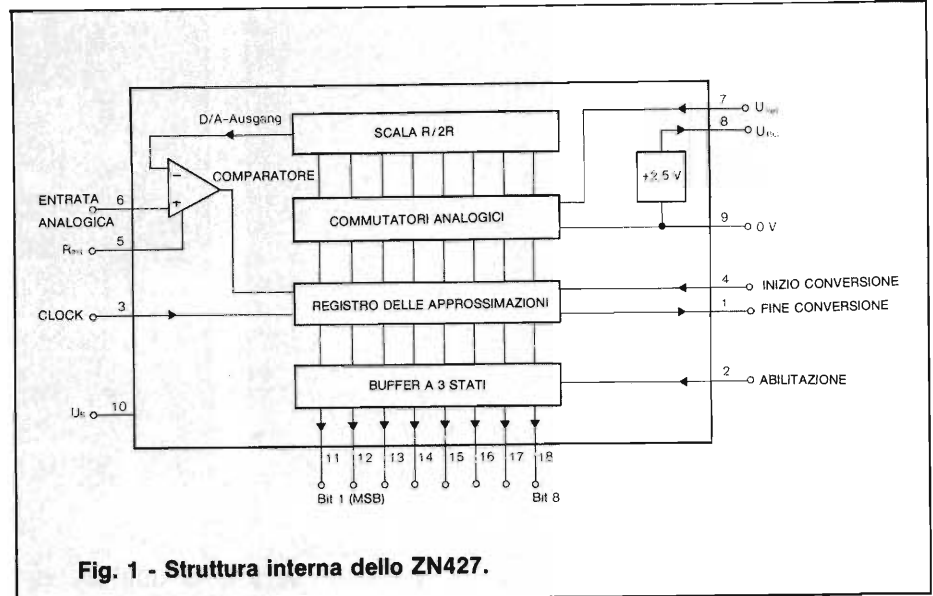 D/A-Ausgang
SCALA R/2R
7
U
8
U
+2,5 V
COMPARATORE
ENTRATA
ANALOGICA
6
COMMUTATORI ANALOGICI
9
0 V
5
R
4
INIZIO CONVERSIONE
REGISTRO DELLE APPROSSIMAZIONI
1
FINE CONVERSIONE
CLOCK
3
BUFFER A 3 STATI
2
ABILITAZIONE
10
11 12 13 14 15 16 17 18
Bit 1 (MSB)
Bit 8
Fig. 1 - Struttura interna dello ZN427.